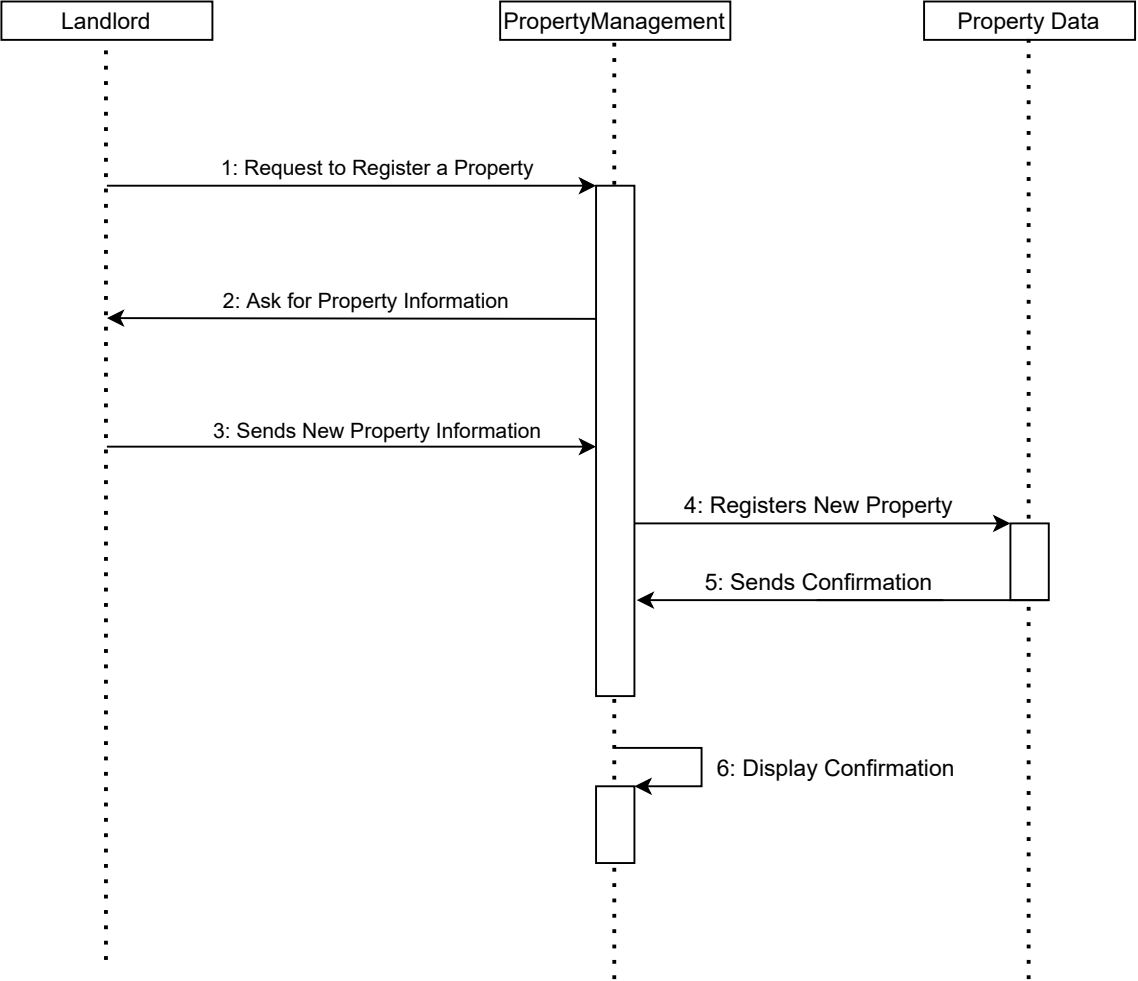 Landlord
PropertyManagement
Property Data
1: Request to Register a Property
2: Ask for Property Information
3: Sends New Property Information
4: Registers New Property
5: Sends Confirmation
6: Display Confirmation